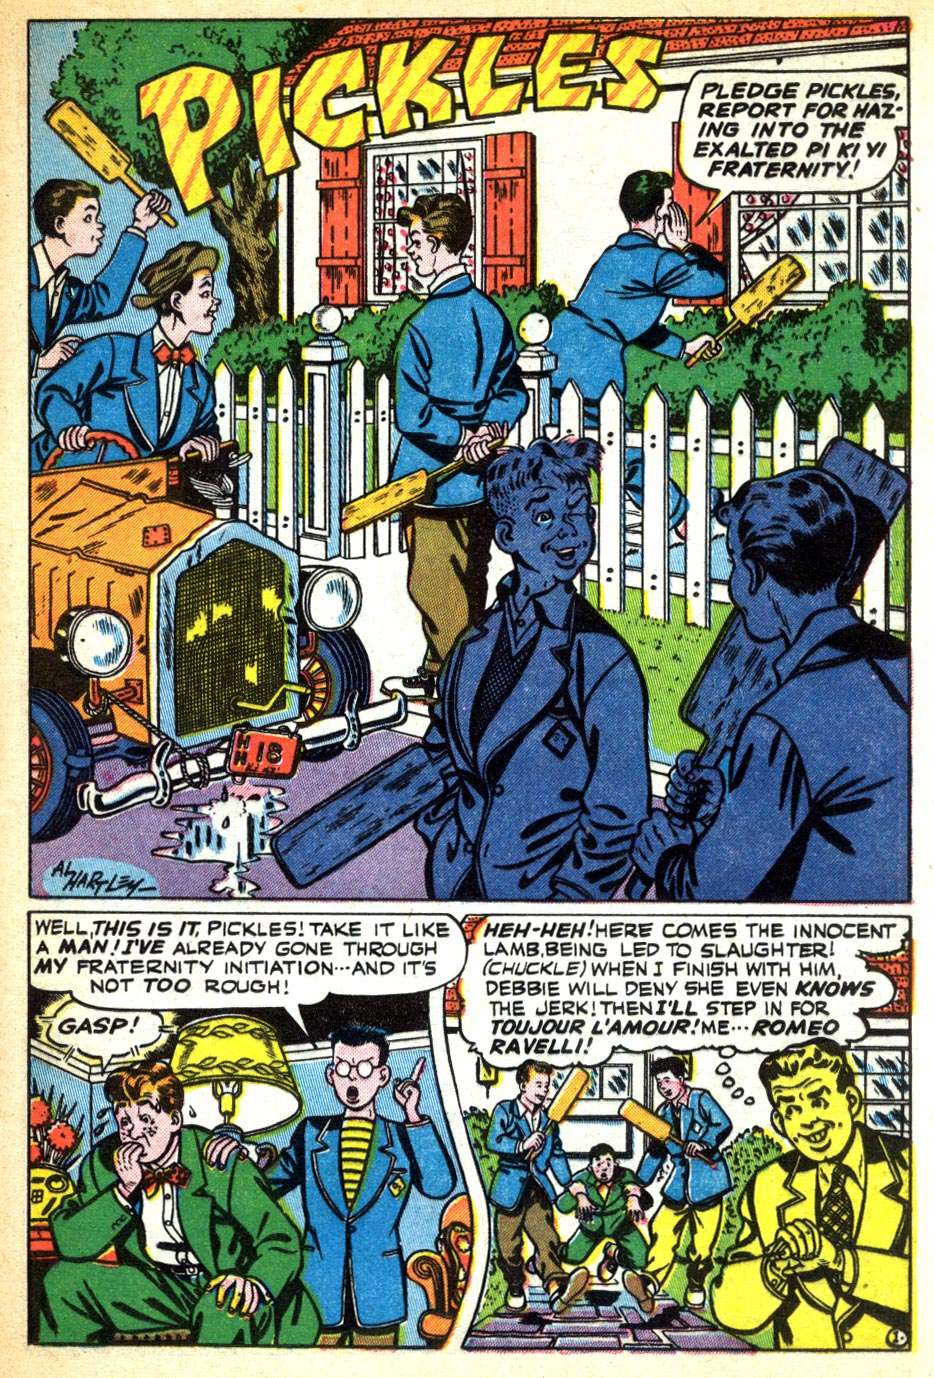 PICKLES
PLEDGE PICKLES,
REPORT FOR HAZ-
ING INTO THE
EXALTED PI KI YI
FRATERNITY!
HH 18
AL
HARTLEY
WELL, THIS IS IT, PICKLES! TAKE IT LIKE
A MAN! I'VE ALREADY GONE THROUGH
MY FRATERNITY INITIATION...AND IT'S
NOT TOO ROUGH!
GASP!
HEH-HEH! HERE COMES THE INNOCENT
LAMB, BEING LED TO SLAUGHTER!
(CHUCKLE) WHEN I FINISH WITH HIM,
DEBBIE WILL DENY SHE EVEN KNOWS
THE JERK! THEN I'LL STEP IN FOR
TOUJOUR L'AMOUR! ME...ROMEO
RAVELLI!
1.